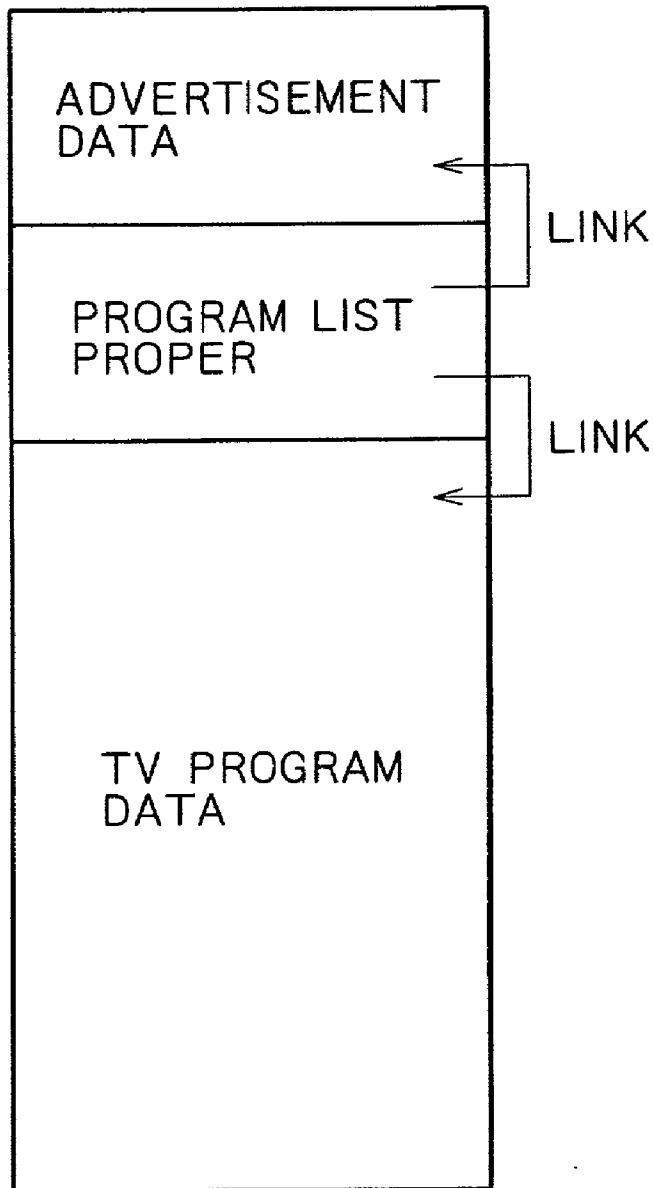 ADVERTISEMENT
DATA
LINK
PROGRAM LIST
PROPER
LINK
TV PROGRAM
DATA